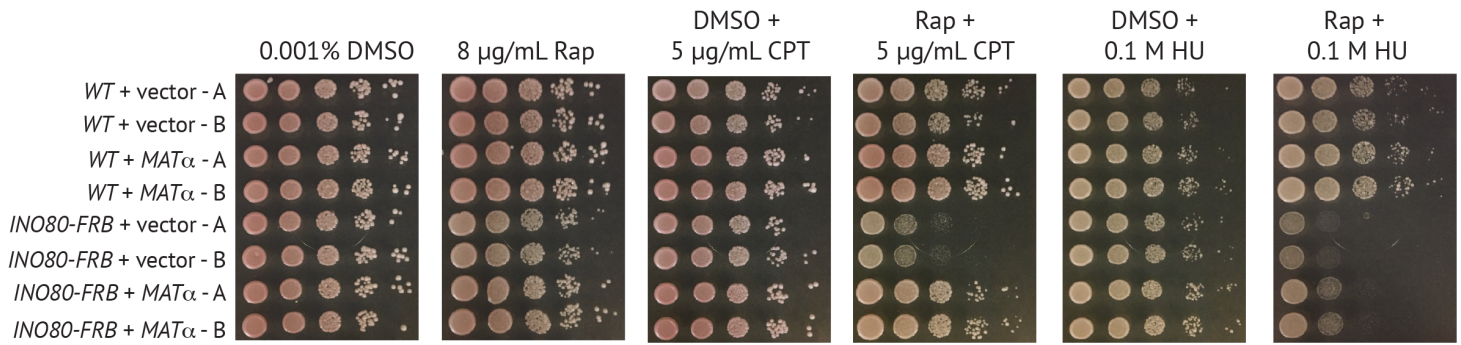 0.001% DMSO
8 µg/mL Rap
DMSO +
5 µg/mL CPT
Rap +
5 µg/mL CPT
DMSO +
0.1 M HU
Rap +
0.1 M HU
WT + vector - A
WT + vector - B
WT + MATα - A
WT + MATα - B
INO80-FRB + vector - A
INO80-FRB + vector - B
INO80-FRB + MATα - A
INO80-FRB + MATα - B